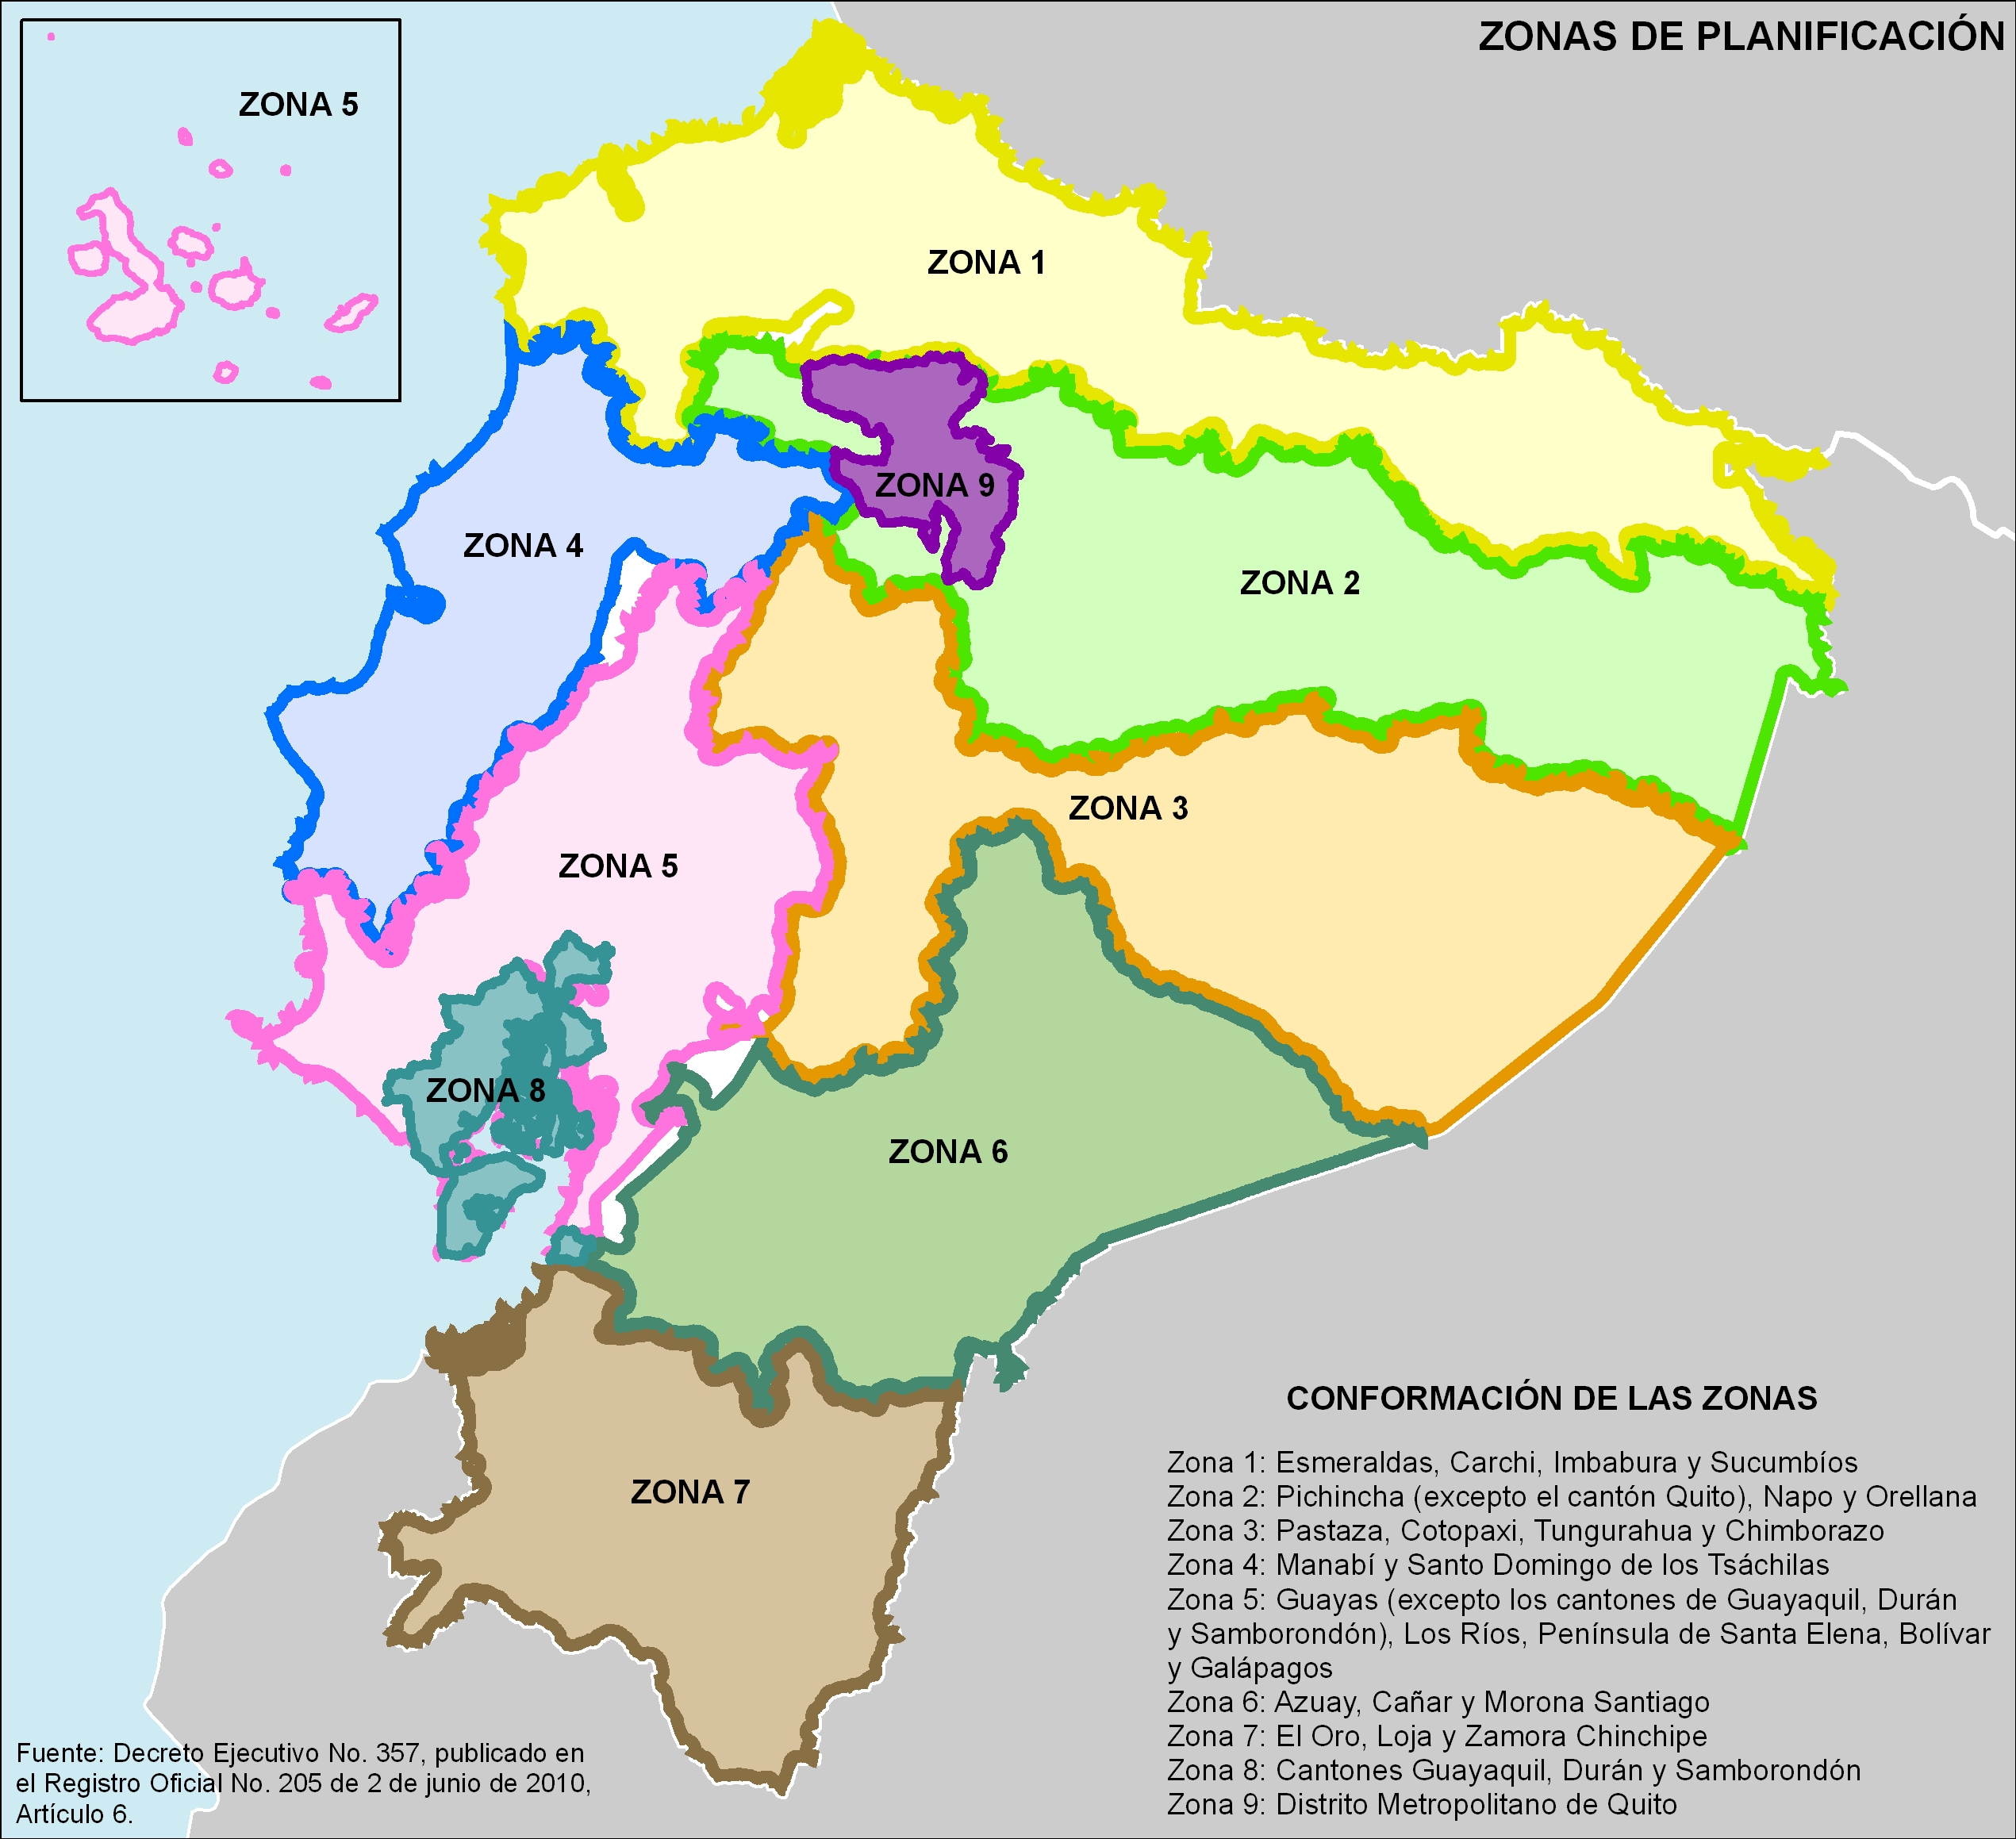 ZONAS DE PLANIFICACIÓN
ZONA 5
ZONA 1
ZONA 9
ZONA 4
ZONA 2
ZONA 3
ZONA 5
ZONA 8
ZONA 6
ZONA 7
CONFORMACIÓN DE LAS ZONAS
Zona 1: Esmeraldas, Carchi, Imbabura y Sucumbíos
Zona 2: Pichincha (excepto el cantón Quito), Napo y Orellana
Zona 3: Pastaza, Cotopaxi, Tungurahua y Chimborazo
Zona 4: Manabí y Santo Domingo de los Tsáchilas
Zona 5: Guayas (excepto los cantones de Guayaquil, Durán
y Samborondón), Los Ríos, Península de Santa Elena, Bolívar
y Galápagos
Zona 6: Azuay, Cañar y Morona Santiago
Zona 7: El Oro, Loja y Zamora Chinchipe
Zona 8: Cantones Guayaquil, Durán y Samborondón
Zona 9: Distrito Metropolitano de Quito
Fuente: Decreto Ejecutivo No. 357, publicado en
el Registro Oficial No. 205 de 2 de junio de 2010,
Artículo 6.